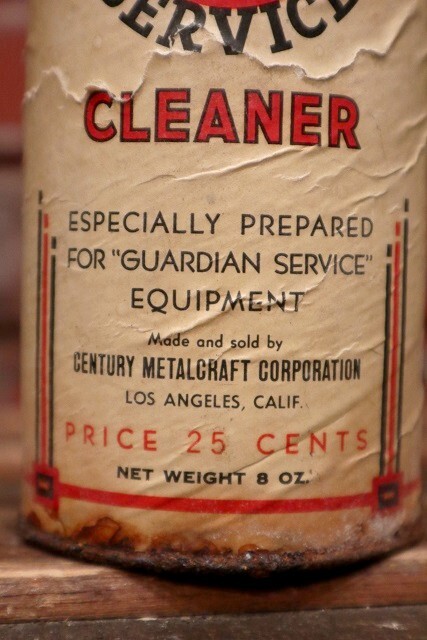 SERVICE
CLEANER
ESPECIALLY PREPARED
FOR "GUARDIAN SERVICE"
EQUIPMENT
Made and sold by
CENTURY METALCRAFT CORPORATION
LOS ANGELES, CALIF.
PRICE 25 CENTS
NET WEIGHT 8 OZ.